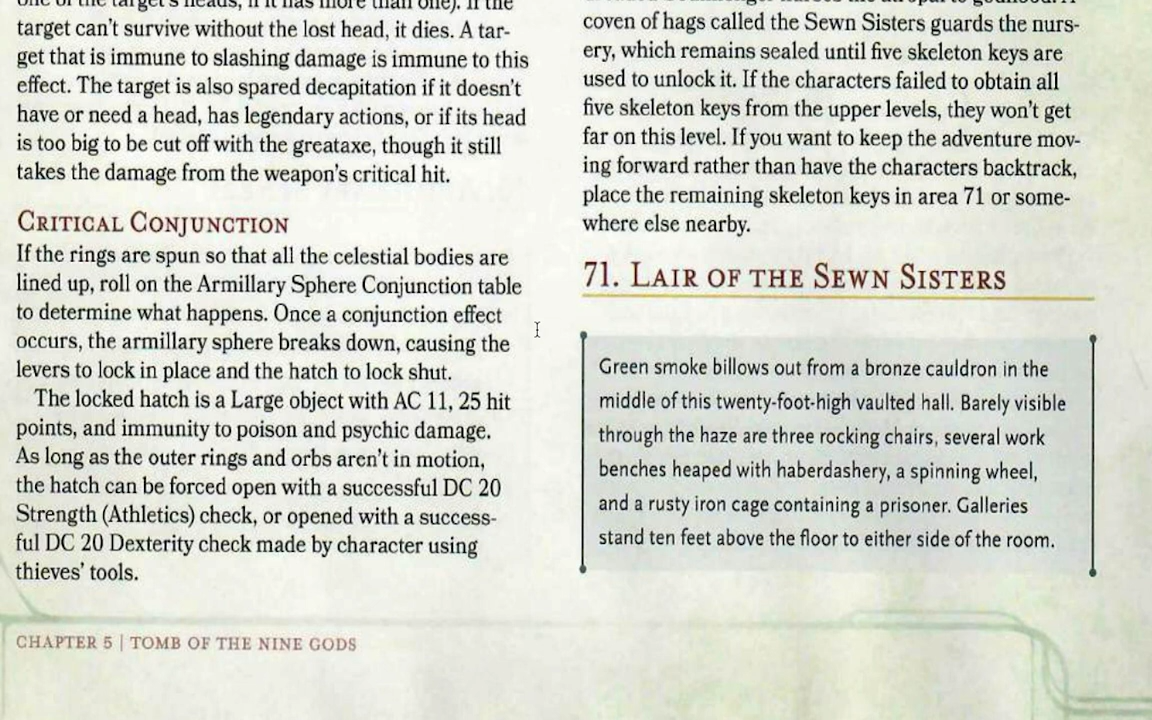 one of the target's heads, if it has more than one). If the
target can't survive without the lost head, it dies. A tar-
get that is immune to slashing damage is immune to this
effect. The target is also spared decapitation if it doesn't
have or need a head, has legendary actions, or if its head
is too big to be cut off with the greataxe, though it still
takes the damage from the weapon's critical hit.
CRITICAL CONJUNCTION
If the rings are spun so that all the celestial bodies are
lined up, roll on the Armillary Sphere Conjunction table
to determine what happens. Once a conjunction effect
occurs, the armillary sphere breaks down, causing the
levers to lock in place and the hatch to lock shut.
The locked hatch is a Large object with AC 11, 25 hit
points, and immunity to poison and psychic damage.
As long as the outer rings and orbs aren't in motion,
the hatch can be forced open with a successful DC 20
Strength (Athletics) check, or opened with a success-
ful DC 20 Dexterity check made by character using
thieves' tools.
CHAPTER 5 | TOMB OF THE NINE GODS
coven of hags called the Sewn Sisters guards the nurs-
ery, which remains sealed until five skeleton keys are
used to unlock it. If the characters failed to obtain all
five skeleton keys from the upper levels, they won't get
far on this level. If you want to keep the adventure mov-
ing forward rather than have the characters backtrack,
place the remaining skeleton keys in area 71 or some-
where else nearby.
71. LAIR OF THE SEWN SISTERS
Green smoke billows out from a bronze cauldron in the
middle of this twenty-foot-high vaulted hall. Barely visible
through the haze are three rocking chairs, several work
benches heaped with haberdashery, a spinning wheel,
and a rusty iron cage containing a prisoner. Galleries
stand ten feet above the floor to either side of the room.